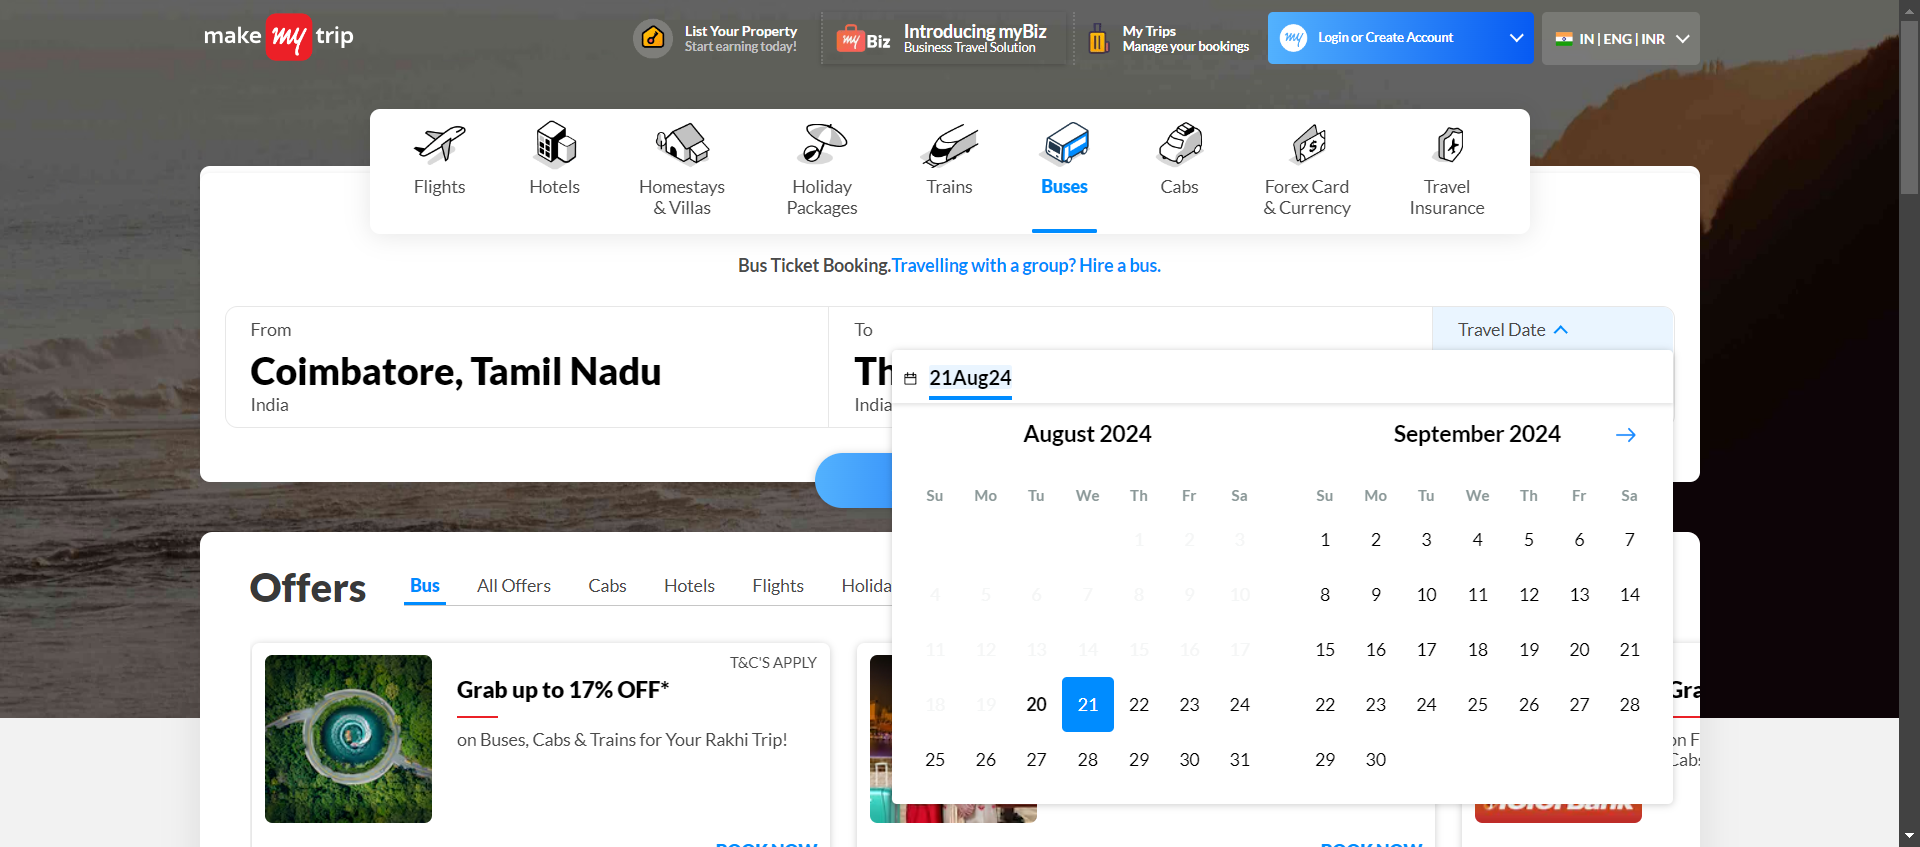 make my trip
List Your Property
Start earning today!
my Biz
Introducing myBiz
Business Travel Solution
My Trips
Manage your bookings
my Login or Create Account
IN | ENG | INR
Flights
Hotels
Homestays
& Villas
Holiday
Packages
Trains
Buses
Cabs
Forex Card
& Currency
Travel
Insurance
Bus Ticket Booking.Travelling with a group? Hire a bus.
From
Coimbatore, Tamil Nadu
India
To
Th
India
Travel Date
21Aug24
August 2024
Su Mo Tu We Th Fr Sa
1 2 3
4 5 6 7 8 9 10
11 12 13 14 15 16 17
18 19 20 21 22 23 24
25 26 27 28 29 30 31
September 2024
Su Mo Tu We Th Fr Sa
1 2 3 4 5 6 7
8 9 10 11 12 13 14
15 16 17 18 19 20 21
22 23 24 25 26 27 28
29 30
Offers
Bus
All Offers
Cabs
Hotels
Flights
Holida
T&C'S APPLY
Grab up to 17% OFF*
on Buses, Cabs & Trains for Your Rakhi Trip!
BOOK NOW
BOOK NOW
Gra
on F
Cabs